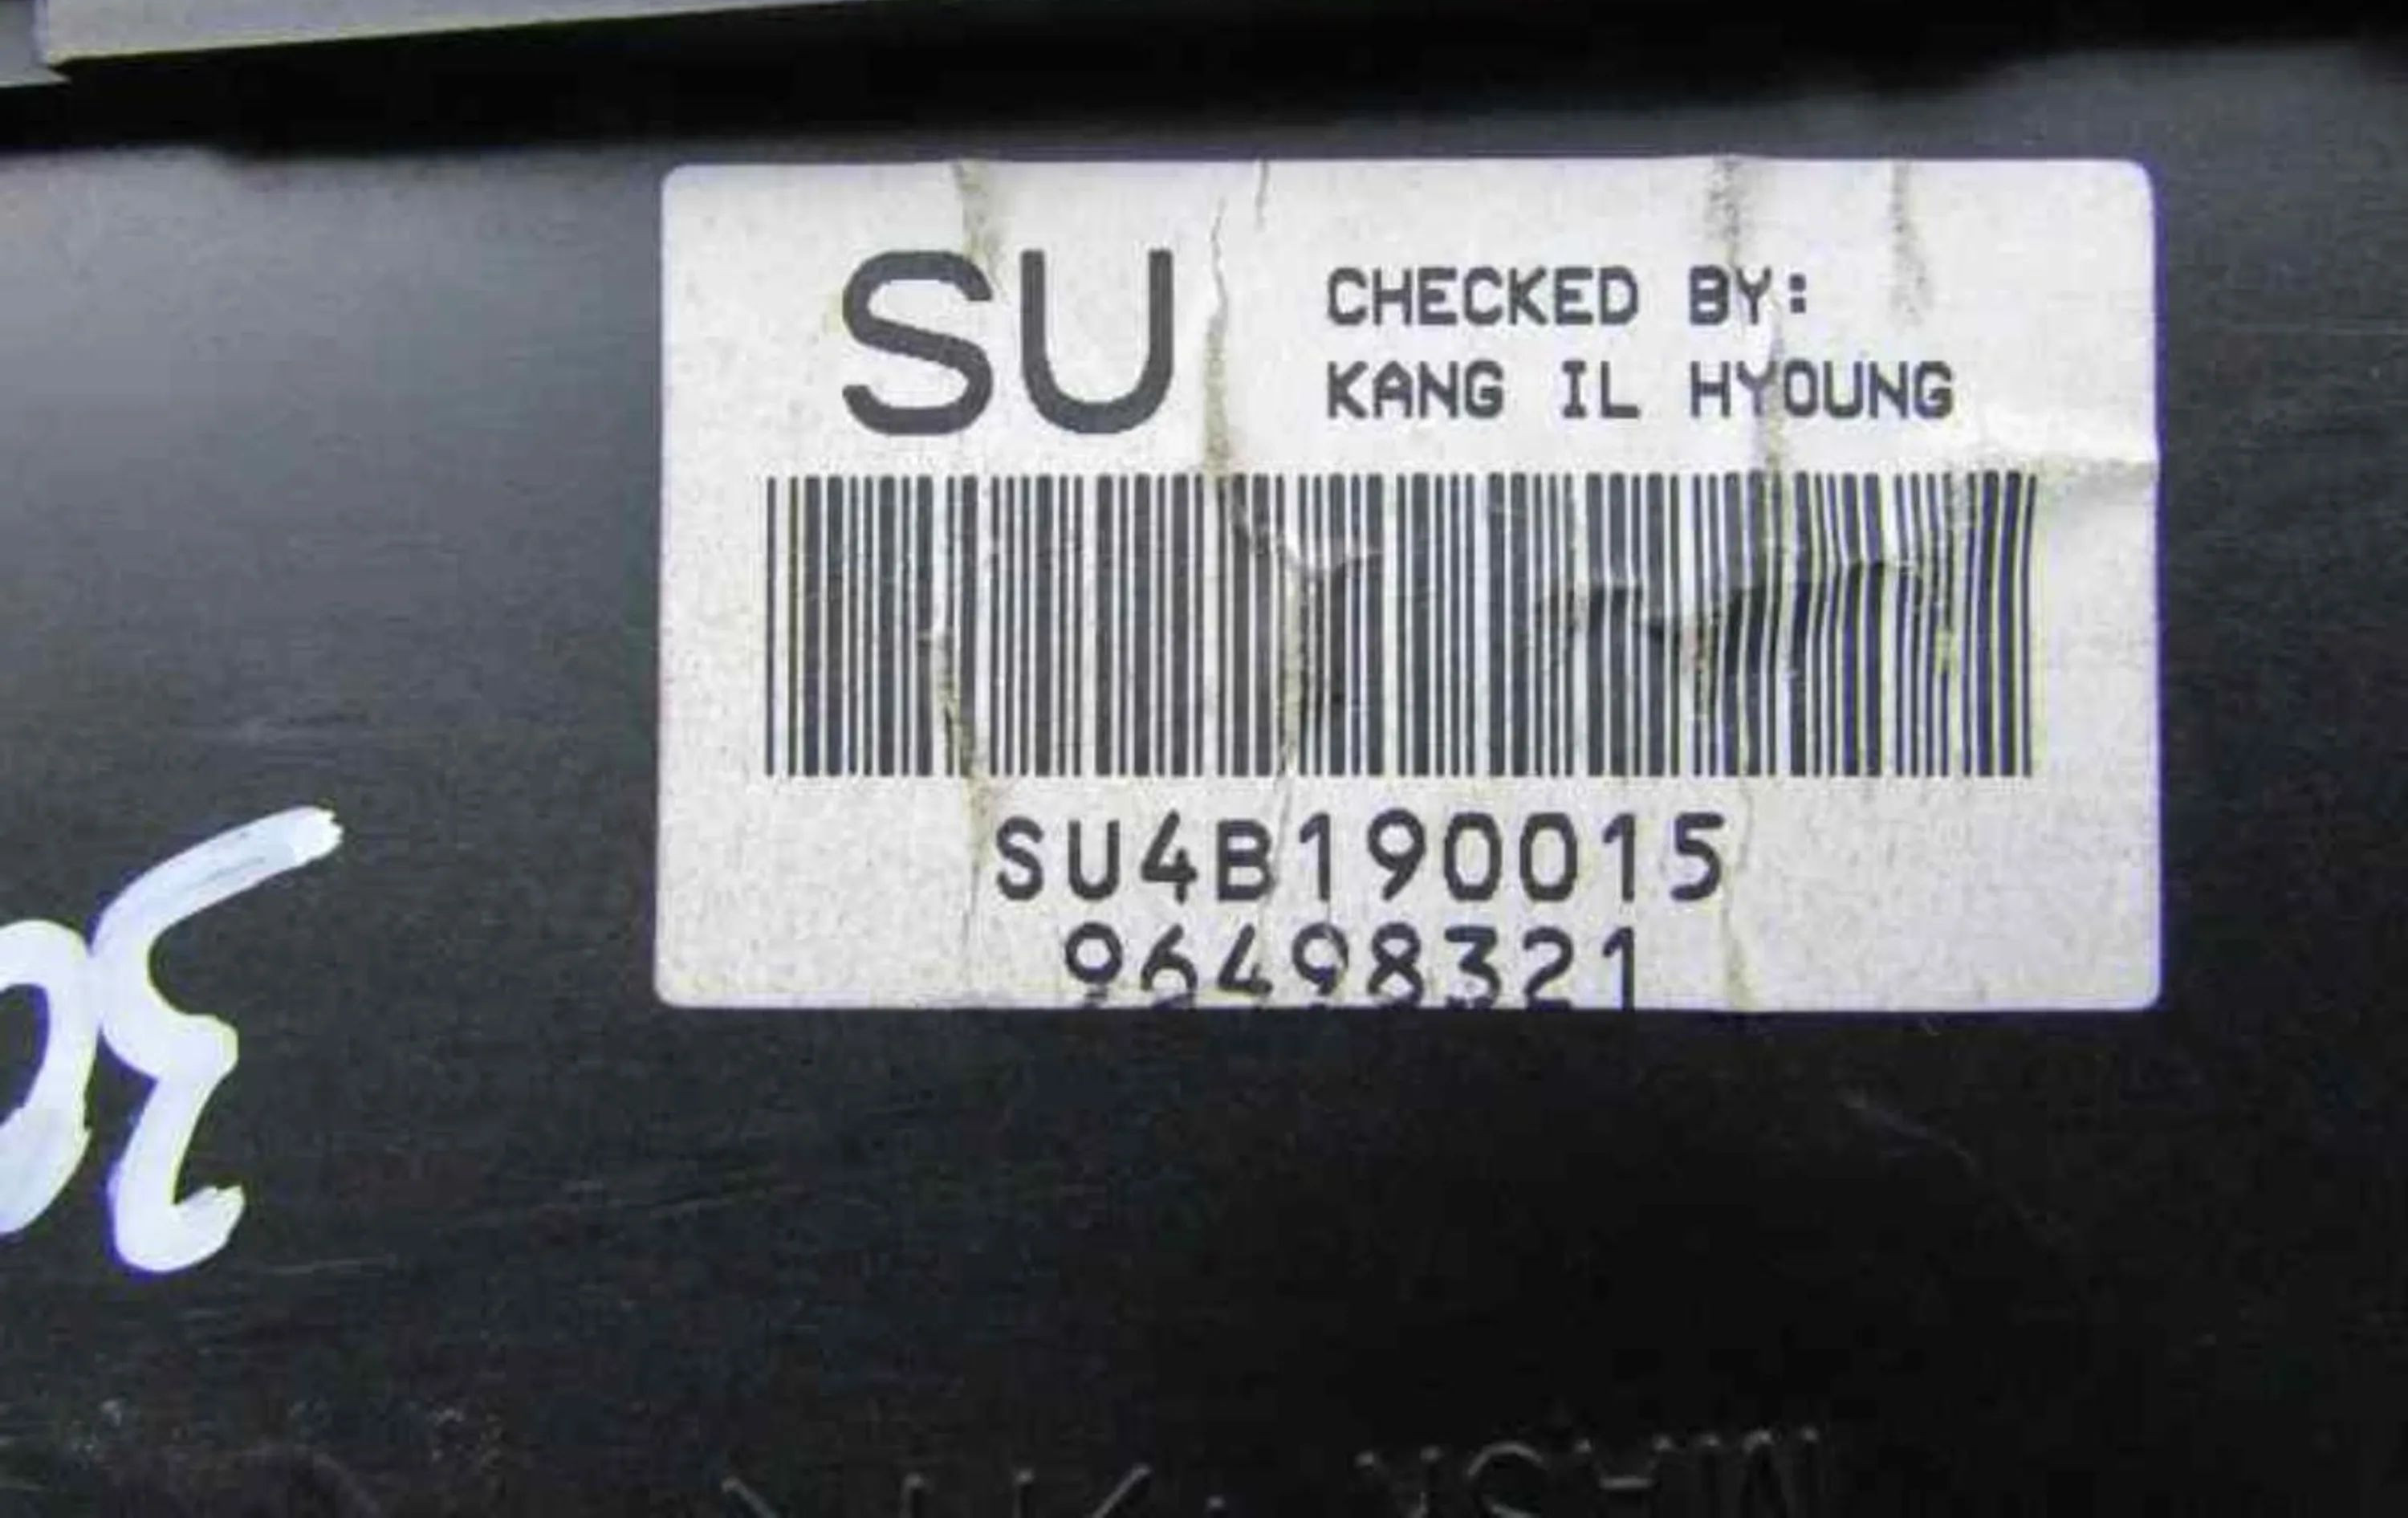 SU
CHECKED BY:
KANG IL HYOUNG
SU4B190015
96498321